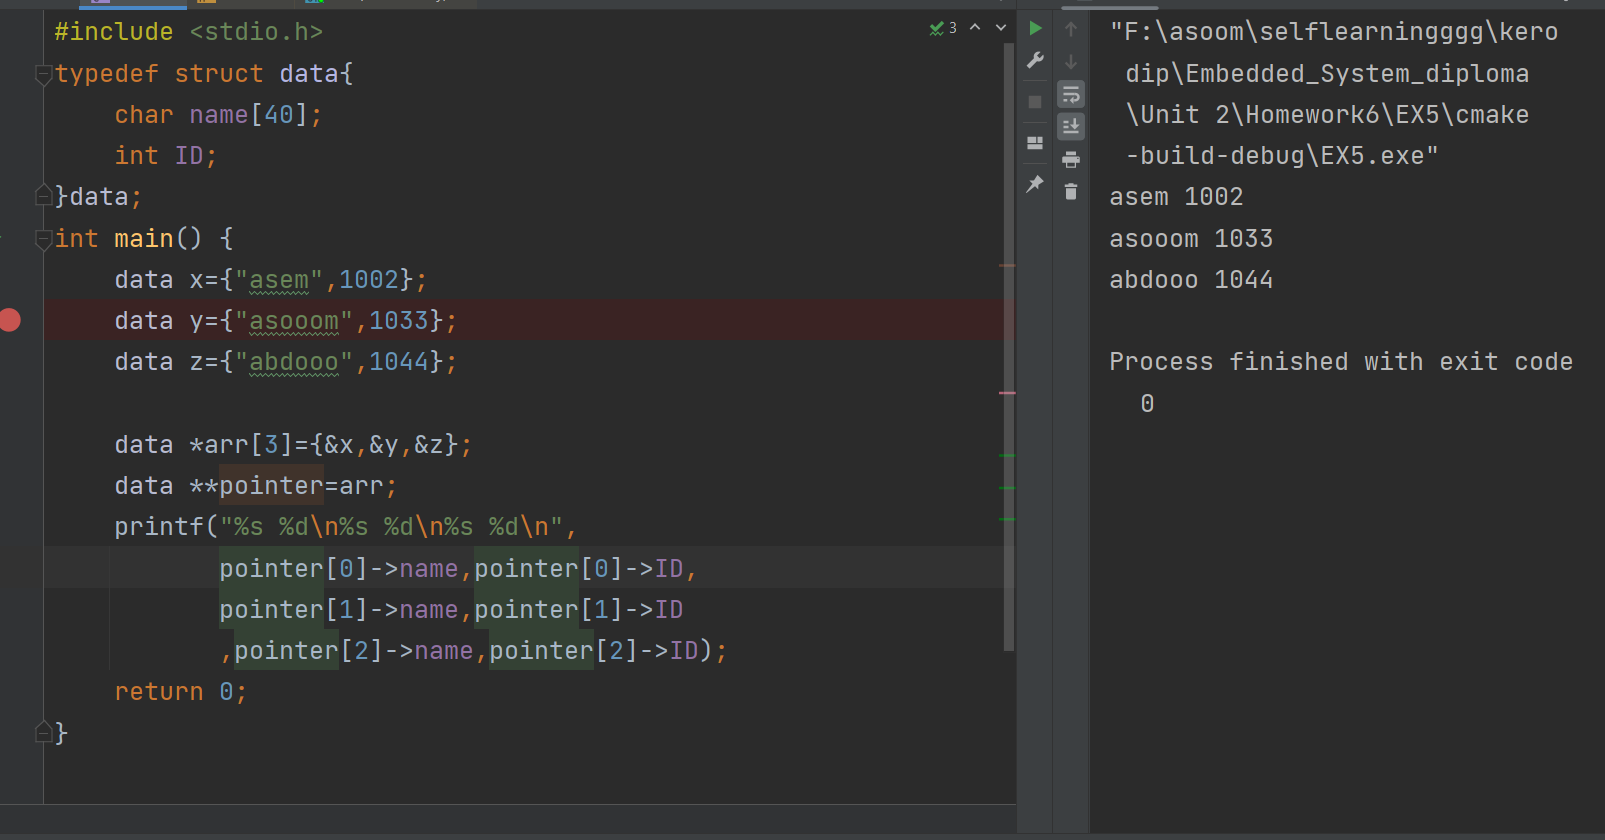 #include <stdio.h>
typedef struct data{
    char name[40];
    int ID;
}data;
int main() {
    data x={"asem",1002};
    data y={"asooom",1033};
    data z={"abdooo",1044};

    data *arr[3]={&x,&y,&z};
    data **pointer=arr;
    printf("%s %d\n%s %d\n%s %d\n",
           pointer[0]->name,pointer[0]->ID,
           pointer[1]->name,pointer[1]->ID
           ,pointer[2]->name,pointer[2]->ID);
    return 0;
}
3
"F:\asoom\selflearningggg\kero
 dip\Embedded_System_diploma
 \Unit 2\Homework6\EX5\cmake
 -build-debug\EX5.exe"
asem 1002
asooom 1033
abdooo 1044

Process finished with exit code
  0